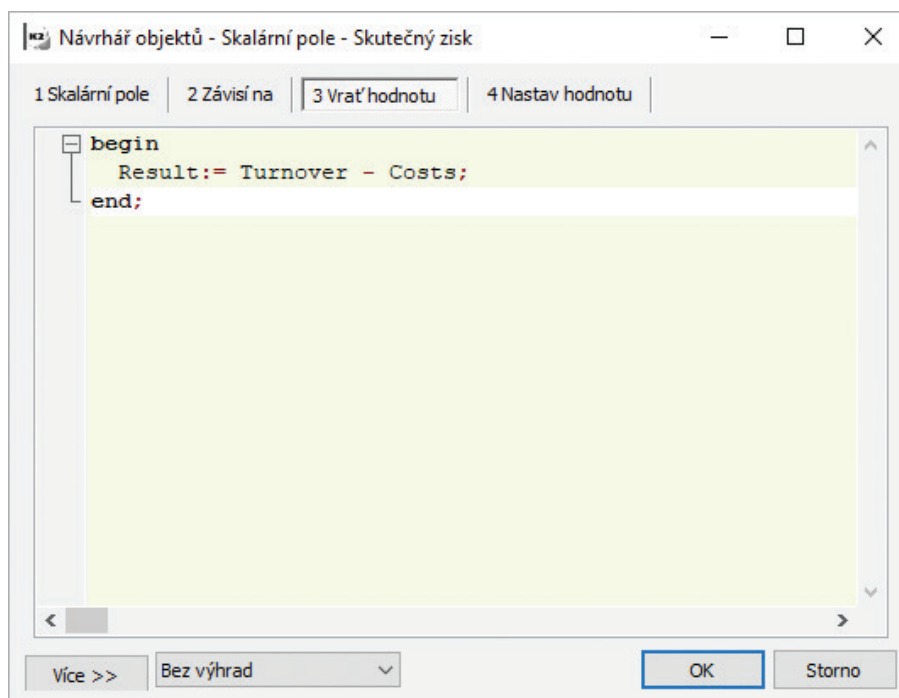 K2 Návrhář objektů - Skalární pole - Skutečný zisk
1 Skalární pole 2 Závisí na 3 Vrať hodnotu 4 Nastav hodnotu
begin
Result:= Turnover - Costs;
end;
Více >> Bez výhrad OK Storno